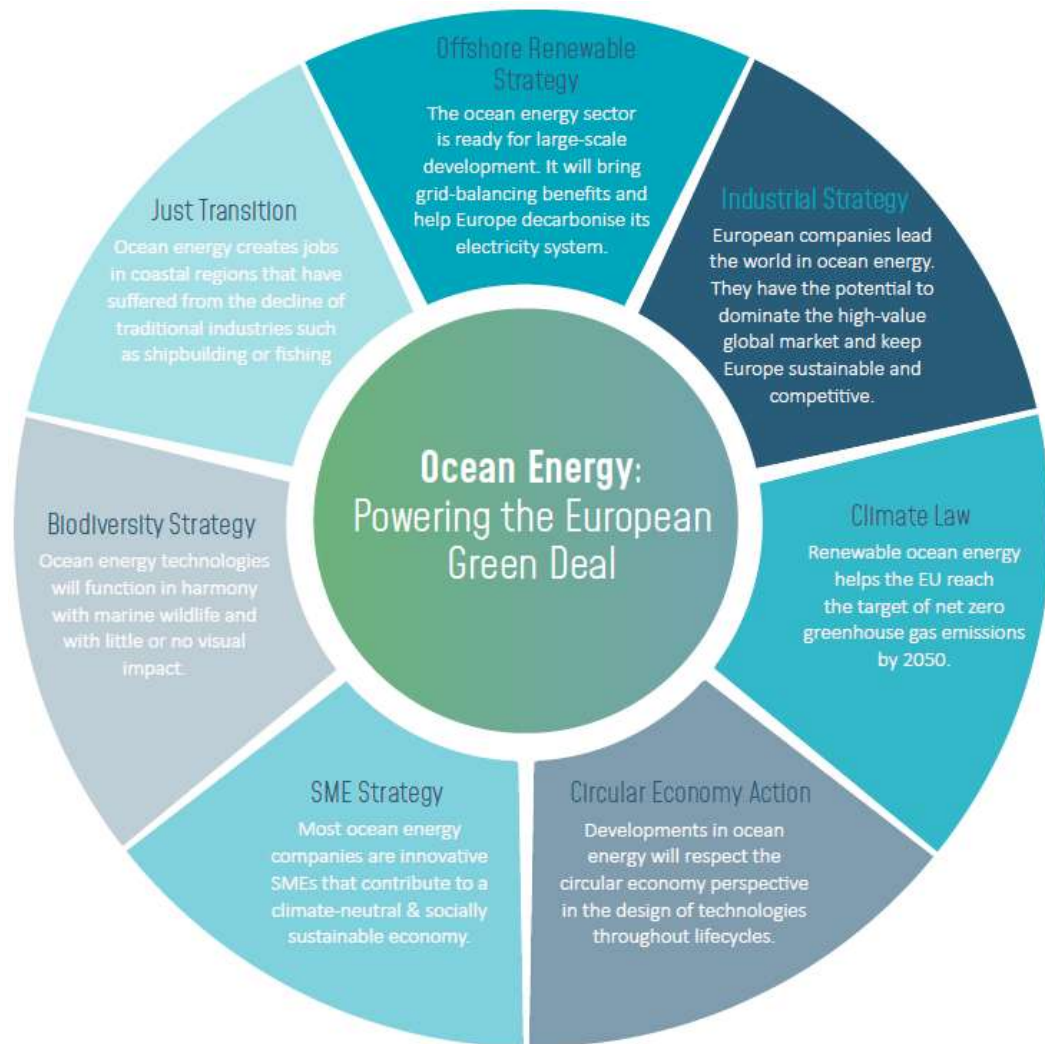 Offshore Renewable
Strategy
The ocean energy sector
is ready for large-scale
development. It will bring
grid-balancing benefits and
help Europe decarbonise its
electricity system.
Industrial Strategy
European companies lead
the world in ocean energy.
They have the potential to
dominate the high-value
global market and keep
Europe sustainable and
competitive.
Climate Law
Renewable ocean energy
helps the EU reach
the target of net zero
greenhouse gas emissions
by 2050.
Circular Economy Action
Developments in ocean
energy will respect the
circular economy perspective
in the design of technologies
throughout lifecycles.
SME Strategy
Most ocean energy
companies are innovative
SMEs that contribute to a
climate-neutral & socially
sustainable economy.
Biodiversity Strategy
Ocean energy technologies
will function in harmony
with marine wildlife and
with little or no visual
impact.
Just Transition
Ocean energy creates jobs
in coastal regions that have
suffered from the decline of
traditional industries such
as shipbuilding or fishing
Ocean Energy:
Powering the European
Green Deal